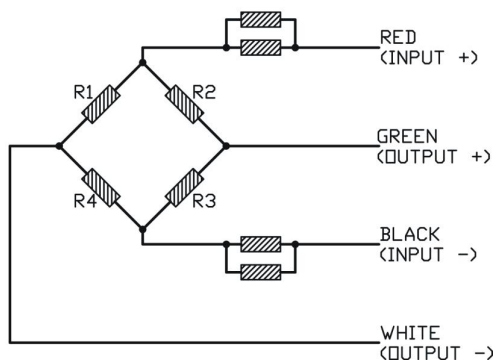 RED
(INPUT +)
R1
R2
GREEN
(OUTPUT +)
R4
R3
BLACK
(INPUT -)
WHITE
(OUTPUT -)